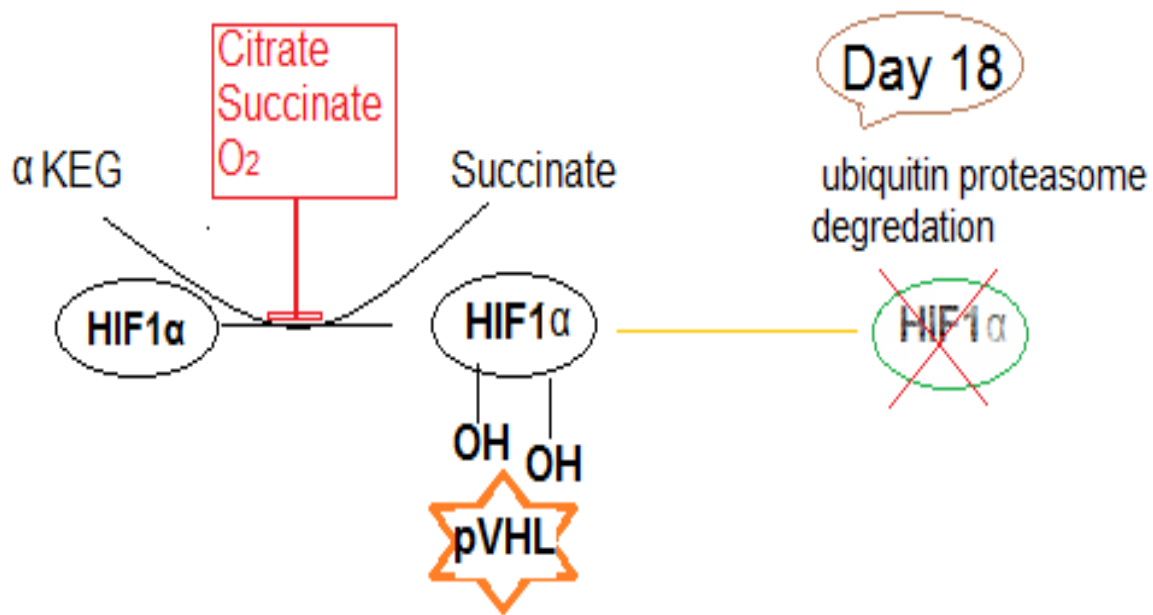 Citrate
Succinate
O2
Day 18
α KEG
Succinate
ubiquitin proteasome
degredation
HIF1α
HIF1α
HIF1α
OH
OH
pVHL